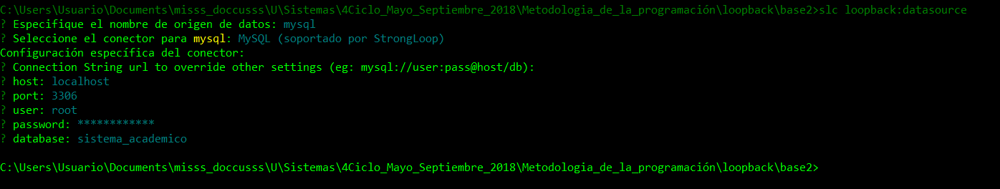 C:\Users\Usuario\Documents\misss_doccusss\U\Sistemas\4Ciclo_Mayo_Septiembre_2018\Metodologia_de_la_programación\loopback\base2>slc loopback:datasource
? Especifique el nombre de origen de datos: mysql
? Seleccione el conector para mysql: MySQL (soportado por StrongLoop)
Configuración específica del conector:
? Connection String url to override other settings (eg: mysql://user:pass@host/db):
? host: localhost
? port: 3306
? user: root
? password: ************
? database: sistema_academico
C:\Users\Usuario\Documents\misss_doccusss\U\Sistemas\4Ciclo_Mayo_Septiembre_2018\Metodologia_de_la_programación\loopback\base2>